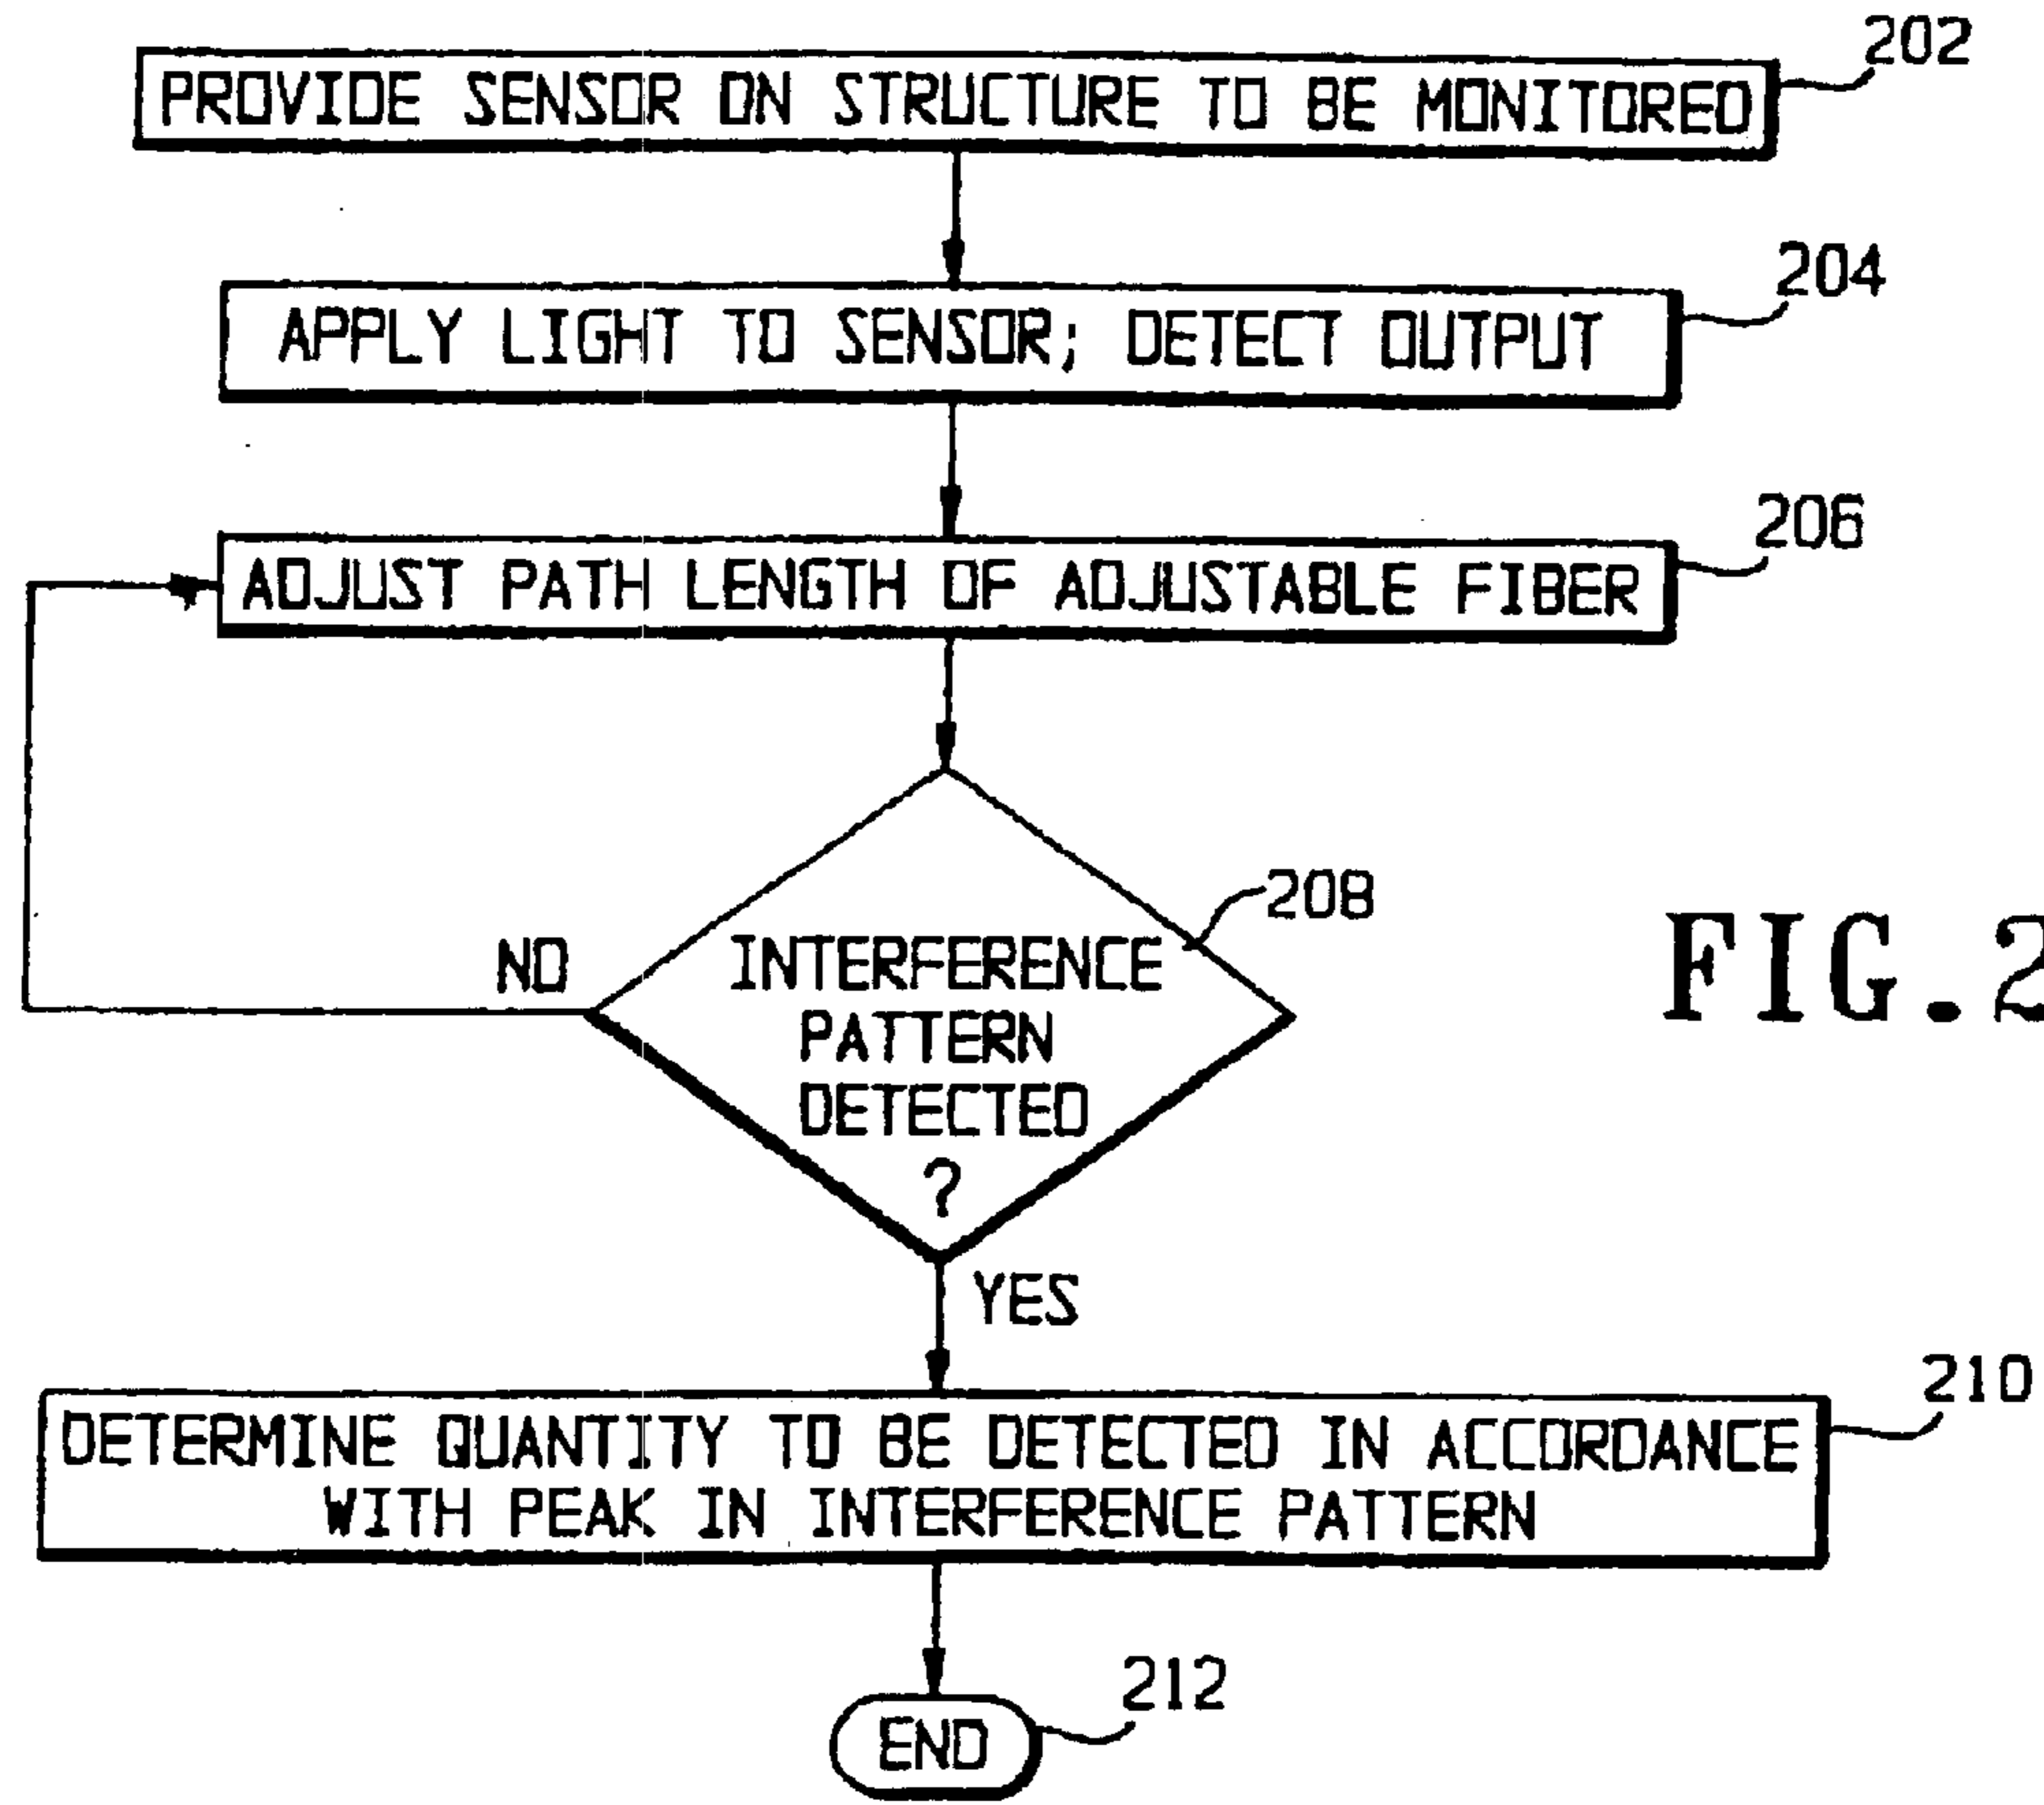 202
PROVIDE SENSOR ON STRUCTURE TO BE MONITORED
204
APPLY LIGHT TO SENSOR; DETECT OUTPUT
206
ADJUST PATH LENGTH OF ADJUSTABLE FIBER
208
NO
INTERFERENCE
PATTERN
DETECTED
?
FIG.2
YES
210
DETERMINE QUANTITY TO BE DETECTED IN ACCORDANCE
WITH PEAK IN INTERFERENCE PATTERN
212
END